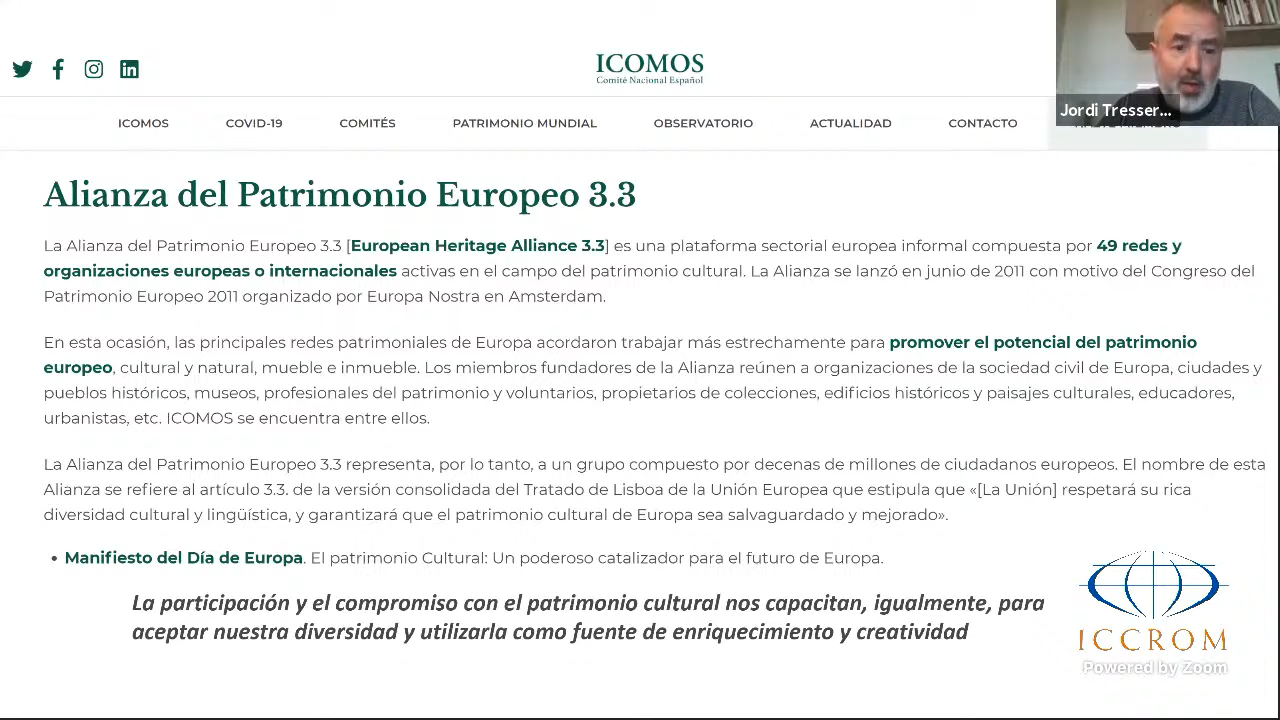 ICOMOS
Comité Nacional Español
Jordi Tresser...
ICOMOS
COVID-19
COMITÉS
PATRIMONIO MUNDIAL
OBSERVATORIO
ACTUALIDAD
CONTACTO
Alianza del Patrimonio Europeo 3.3
La Alianza del Patrimonio Europeo 3.3 [European Heritage Alliance 3.3] es una plataforma sectorial europea informal compuesta por 49 redes y
organizaciones europeas o internacionales activas en el campo del patrimonio cultural. La Alianza se lanzó en junio de 2011 con motivo del Congreso del
Patrimonio Europeo 2011 organizado por Europa Nostra en Amsterdam.
En esta ocasión, las principales redes patrimoniales de Europa acordaron trabajar más estrechamente para promover el potencial del patrimonio
europeo, cultural y natural, mueble e inmueble. Los miembros fundadores de la Alianza reúnen a organizaciones de la sociedad civil de Europa, ciudades y
pueblos históricos, museos, profesionales del patrimonio y voluntarios, propietarios de colecciones, edificios históricos y paisajes culturales, educadores,
urbanistas, etc. ICOMOS se encuentra entre ellos.
La Alianza del Patrimonio Europeo 3.3 representa, por lo tanto, a un grupo compuesto por decenas de millones de ciudadanos europeos. El nombre de esta
Alianza se refiere al artículo 3.3. de la versión consolidada del Tratado de Lisboa de la Unión Europea que estipula que «[La Unión] respetará su rica
diversidad cultural y lingüística, y garantizará que el patrimonio cultural de Europa sea salvaguardado y mejorado».
• Manifiesto del Día de Europa. El patrimonio Cultural: Un poderoso catalizador para el futuro de Europa.
La participación y el compromiso con el patrimonio cultural nos capacitan, igualmente, para
aceptar nuestra diversidad y utilizarla como fuente de enriquecimiento y creatividad
ICCROM
Powered by Zoom